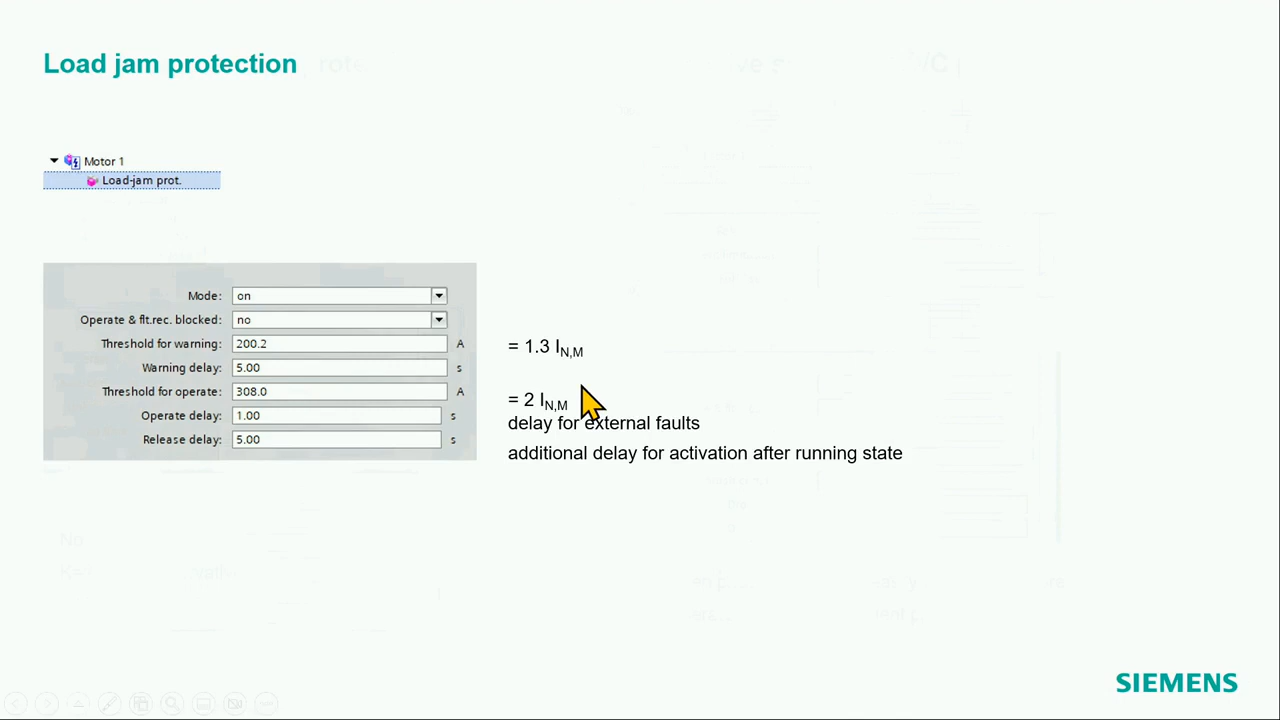 Load jam protection
Motor 1
Load-jam prot.
Mode: on
Operate & flt.rec. blocked: no
Threshold for warning: 200.2 A = 1.3 IN,M
Warning delay: 5.00 s
Threshold for operate: 308.0 A = 2 IN,M
Operate delay: 1.00 s delay for external faults
Release delay: 5.00 s additional delay for activation after running state
SIEMENS